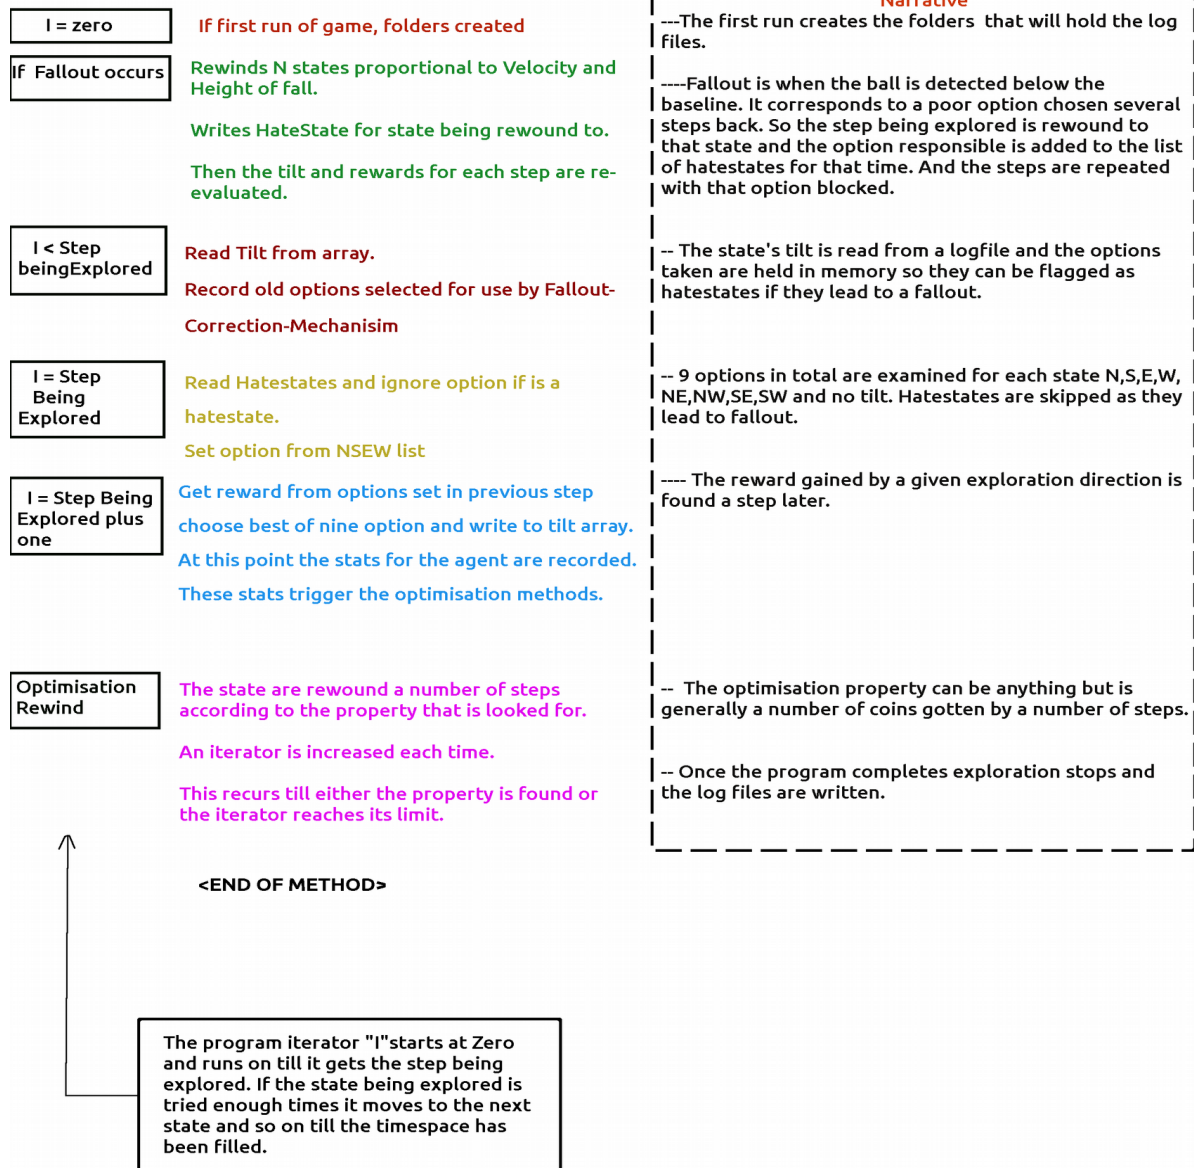 Narrative
I = zero
If first run of game, folders created
---The first run creates the folders  that will hold the log
files.
If  Fallout occurs
Rewinds N states proportional to Velocity and
Height of fall.
Writes HateState for state being rewound to.
Then the tilt and rewards for each step are re-
evaluated.
----Fallout is when the ball is detected below the
baseline. It corresponds to a poor option chosen several
steps back. So the step being explored is rewound to
that state and the option responsible is added to the list
of hatestates for that time. And the steps are repeated
with that option blocked.
I < Step
beingExplored
Read Tilt from array.
Record old options selected for use by Fallout-
Correction-Mechanisim
-- The state's tilt is read from a logfile and the options
taken are held in memory so they can be flagged as
hatestates if they lead to a fallout.
I = Step
Being
Explored
Read Hatestates and ignore option if is a
hatestate.
Set option from NSEW list
-- 9 options in total are examined for each state N,S,E,W,
NE,NW,SE,SW and no tilt. Hatestates are skipped as they
lead to fallout.
I = Step Being
Explored plus
one
Get reward from options set in previous step
choose best of nine option and write to tilt array.
At this point the stats for the agent are recorded.
These stats trigger the optimisation methods.
---- The reward gained by a given exploration direction is
found a step later.
Optimisation
Rewind
The state are rewound a number of steps
according to the property that is looked for.
An iterator is increased each time.
This recurs till either the property is found or
the iterator reaches its limit.
--  The optimisation property can be anything but is
generally a number of coins gotten by a number of steps.
-- Once the program completes exploration stops and
the log files are written.
<END OF METHOD>
The program iterator "I"starts at Zero
and runs on till it gets the step being
explored. If the state being explored is
tried enough times it moves to the next
state and so on till the timespace has
been filled.